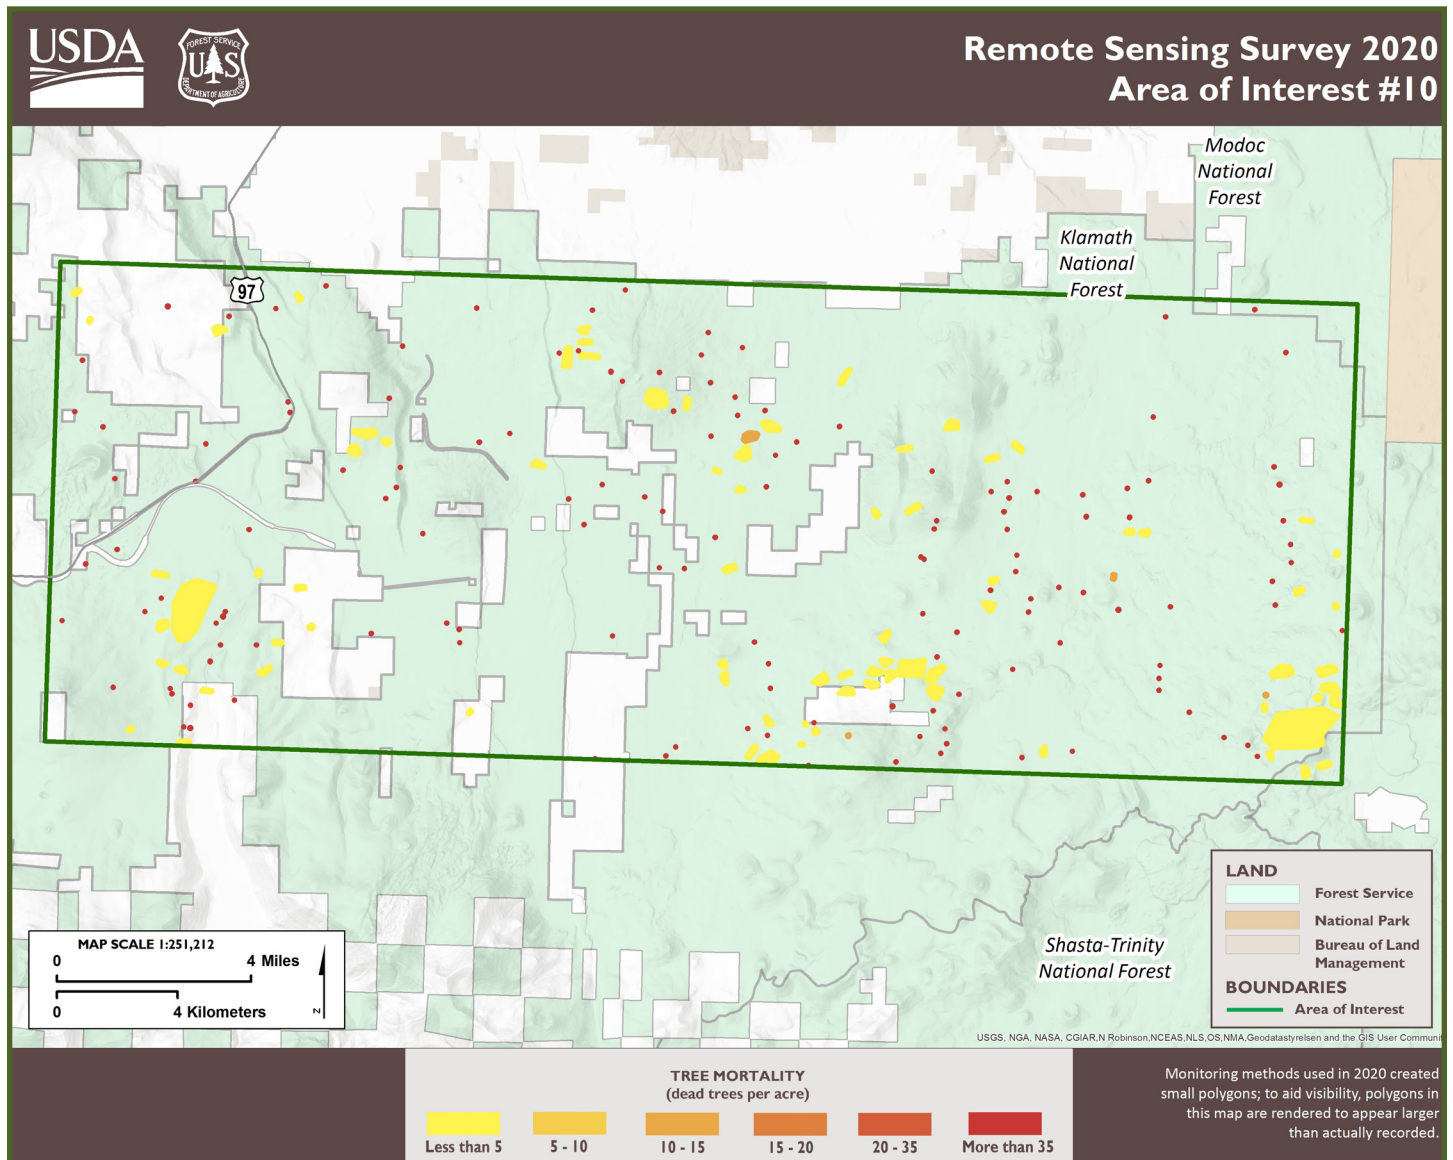 USDA
FOREST SERVICE
U S
DEPARTMENT OF AGRICULTURE
Remote Sensing Survey 2020
Area of Interest #10
Modoc
National
Forest
Klamath
National
Forest
97
Shasta-Trinity
National Forest
MAP SCALE 1:251,212
0 4 Miles
0 4 Kilometers
N
LAND
Forest Service
National Park
Bureau of Land
Management
BOUNDARIES
Area of Interest
USGS, NGA, NASA, CGIAR,N Robinson,NCEAS,NLS,OS,NMA,Geodatastyrelsen and the GIS User Communi
TREE MORTALITY
(dead trees per acre)
Less than 5 5 - 10 10 - 15 15 - 20 20 - 35 More than 35
Monitoring methods used in 2020 created
small polygons; to aid visibility, polygons in
this map are rendered to appear larger
than actually recorded.